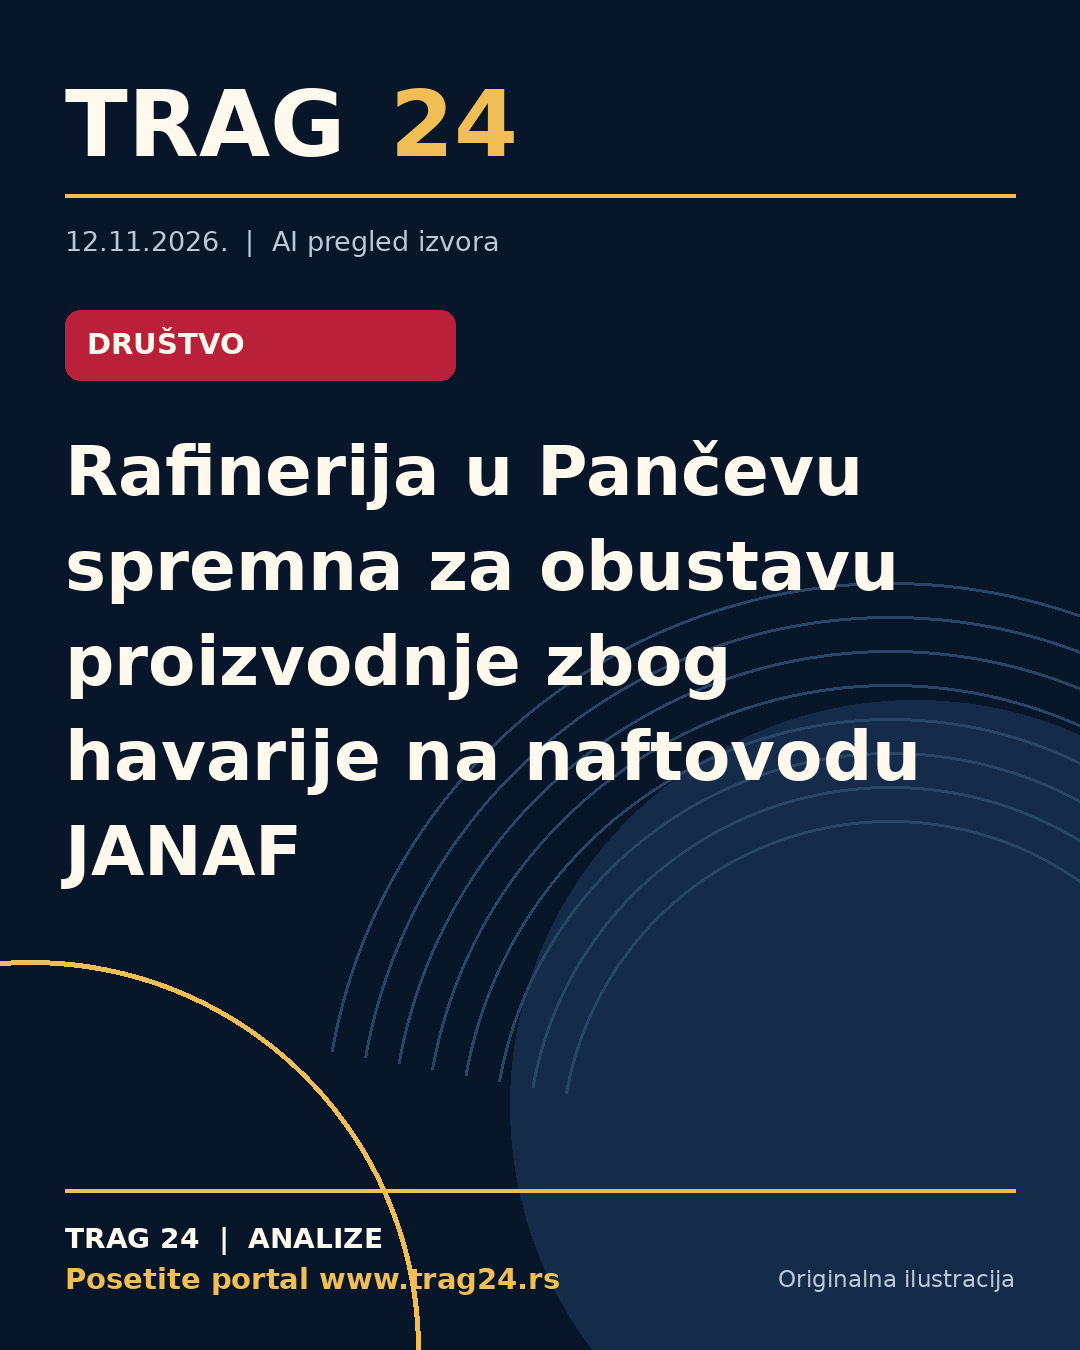 TRAG 24
12.11.2026. | AI pregled izvora
DRUŠTVO
Rafinerija u Pančevu
spremna za obustavu
proizvodnje zbog
havarije na naftovodu
JANAF
TRAG 24 | ANALIZE
Posetite portal www.trag24.rs
Originalna ilustracija